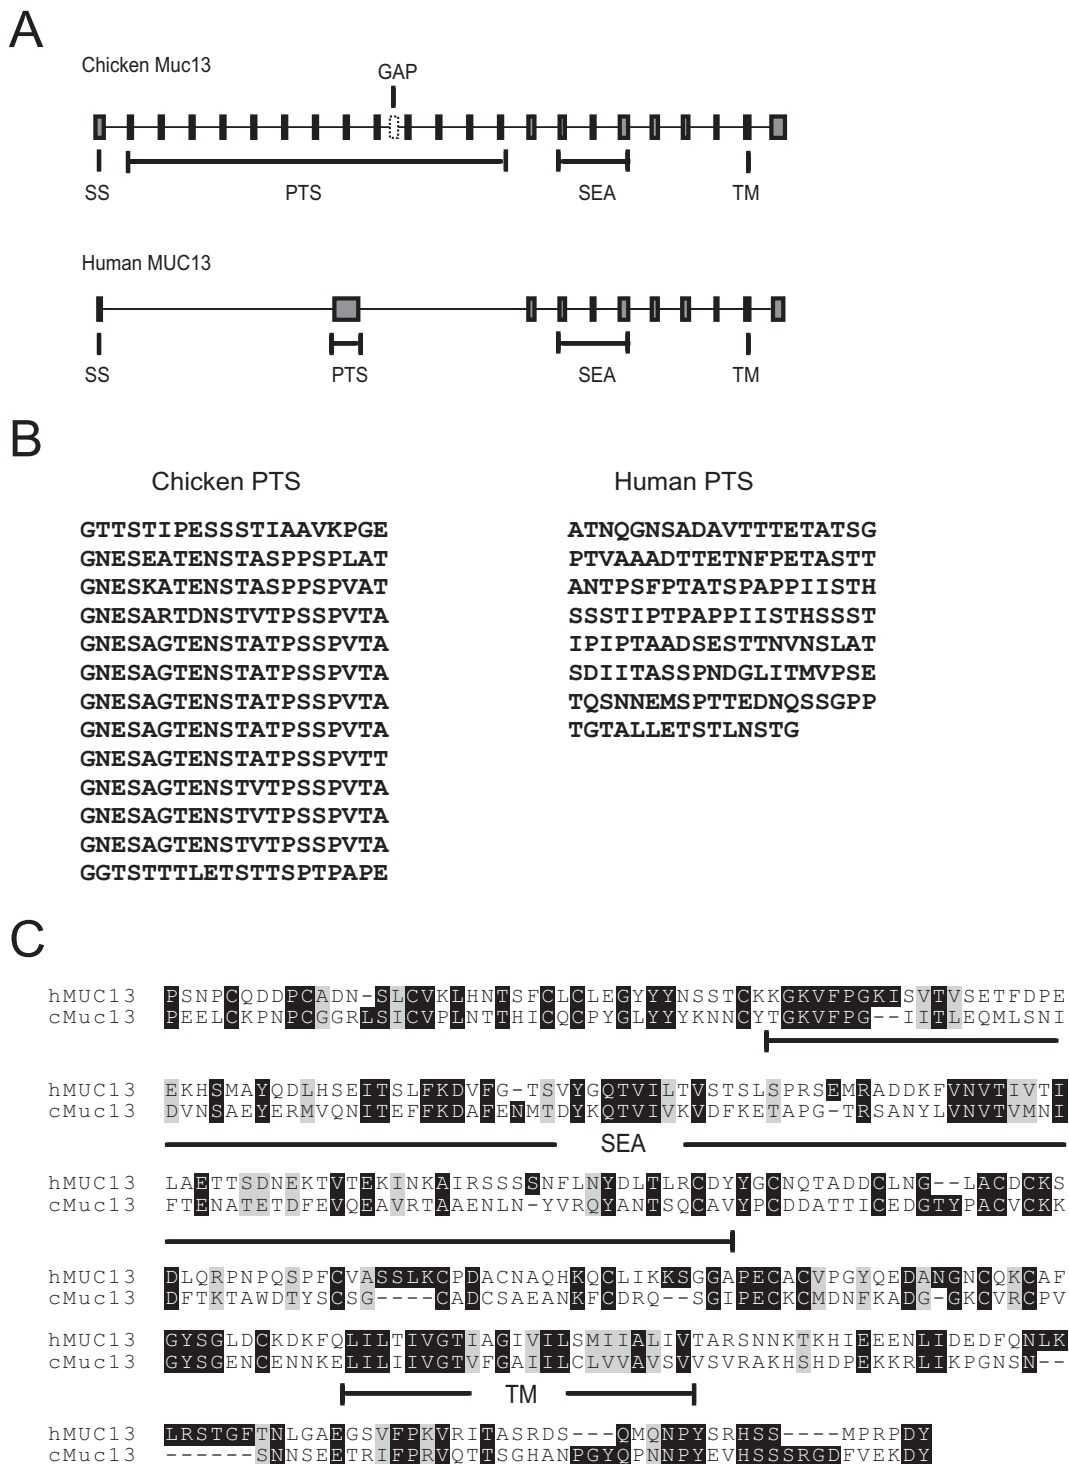 A
Chicken Muc13
GAP
SS PTS SEA TM
Human MUC13
SS PTS SEA TM
B
Chicken PTS Human PTS
GTTSTIPESSSTIAAVKPGE ATNQGNSADAVTTTETATSG
GNESEATENSTASPPSPLAT PTVAAADTTETNFPETASTT
GNESKATENSTASPPSPVAT ANTPSFPTATSPAPPIISTH
GNESARTDNSTVTPSSPVTA SSSTIPTPAPPIISTHSSST
GNESAGTENSTATPSSPVTA IPIPTAADSESTTNVNSLAT
GNESAGTENSTATPSSPVTA SDIITASSPNDGLITMVPSE
GNESAGTENSTATPSSPVTA TQSNNEMSPTTEDNQSSGPP
GNESAGTENSTATPSSPVTA TGTALLETSTLNSTG
GNESAGTENSTATPSSPVTT
GNESAGTENSTVTPSSPVTA
GNESAGTENSTVTPSSPVTA
GNESAGTENSTVTPSSPVTA
GGTSTTTLETSTTSPTPAPE
C
hMUC13 PSNPCQDDPCADN-SLCVKLHNTSFCLCLEGYYYNSSTCKKGKVFPGKISVTVSETFDPE
cMuc13 PEELCKPNPCGGRLSICVPLNTTHICQCPYGLYYYKNNCYTGKVFPG--IITLEQMLSNI
hMUC13 EKHSMAYQDLHSEITSLFKDVFG-TSVYGQTVILTVSTSLSPRSEMRADDKFVNVTIVTI
cMuc13 DVNSAEYERMVQNITEFFKDAFENMTDYKQTVIVKVDFKETAPG-TRSANYLVNVTVMNI
SEA
hMUC13 LAETTSDNEKTVTEKINKAIRSSSSNFLNYDLTLRCDYYGCNQTADDCLNG--LACDCKS
cMuc13 FTENATETDFEVQEAVRTAAENLN-YVRQYANTSQCAVYPCDDATTICEDGTYPACVCKK
hMUC13 DLQRPNPQSPFCVASSLKCPDACNAQHKQCLIKKSGGAPECACVPGYQEDANGNCQKCAF
cMuc13 DFTKTAWDTYSCSG----CADCSAEANKFCDRQ--SGIPECKCMDNFKADG-GKCVRCPV
hMUC13 GYSGLDCKDKFQLILTIVGTIAGIVILSMIIALIVTARSNNKTKHIEEENLIDEDFQNLK
cMuc13 GYSGENCENNKELILIIVGTVFGAIILCLVVAVSVVSVRAKHSHDPEKKRLIKPGNSN--
TM
hMUC13 LRSTGFTNLGAEGSVFPKVRITASRDS---QMQNPYSRHSS----MPRPDY
cMuc13 ------SNNSEETRIFPRVQTTSGHANPGYQPNNPYEVHSSSRGDFVEKDY